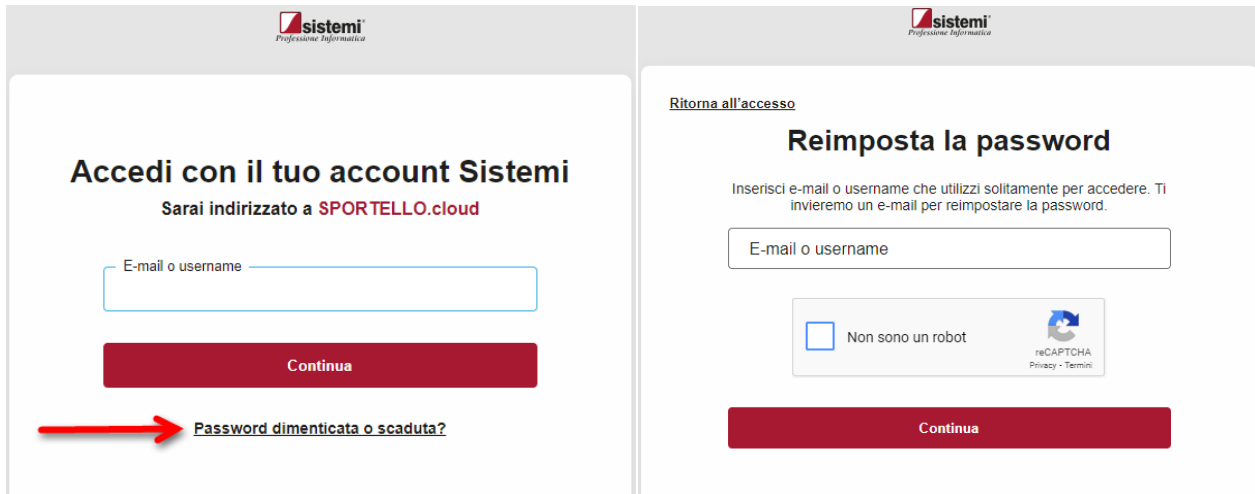 sistemi®
Professione Informatica
Accedi con il tuo account Sistemi
Sarai indirizzato a SPORTELLO.cloud
E-mail o username
Continua
Password dimenticata o scaduta?
sistemi®
Professione Informatica
Ritorna all'accesso
Reimposta la password
Inserisci e-mail o username che utilizzi solitamente per accedere. Ti
invieremo un e-mail per reimpostare la password.
E-mail o username
Non sono un robot
reCAPTCHA
Privacy - Termini
Continua